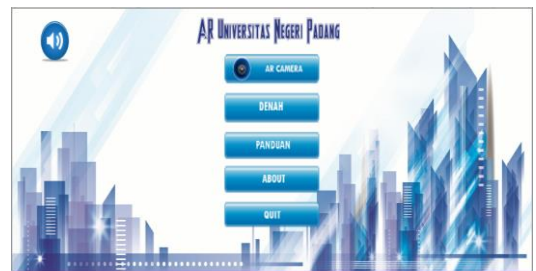 AR UNIVERSITAS NEGERI PADANG
AR CAMERA
DENAH
PANDUAN
ABOUT
QUIT